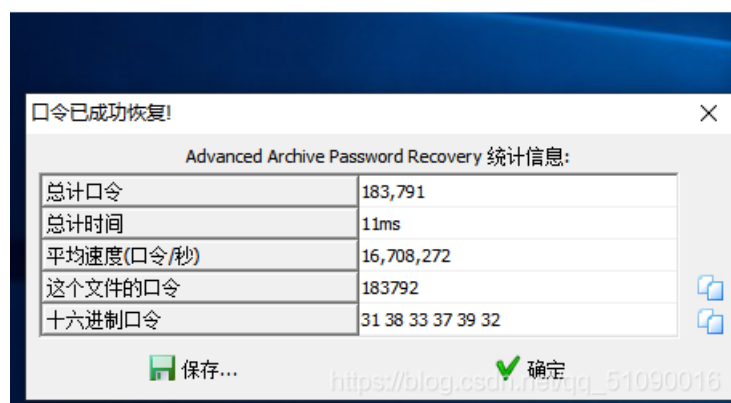 口令已成功恢复!
Advanced Archive Password Recovery 统计信息:
总计口令 183,791
总计时间 11ms
平均速度(口令/秒) 16,708,272
这个文件的口令 183792
十六进制口令 31 38 33 37 39 32
保存... 确定
https://blog.csdn.net/qq_51090016